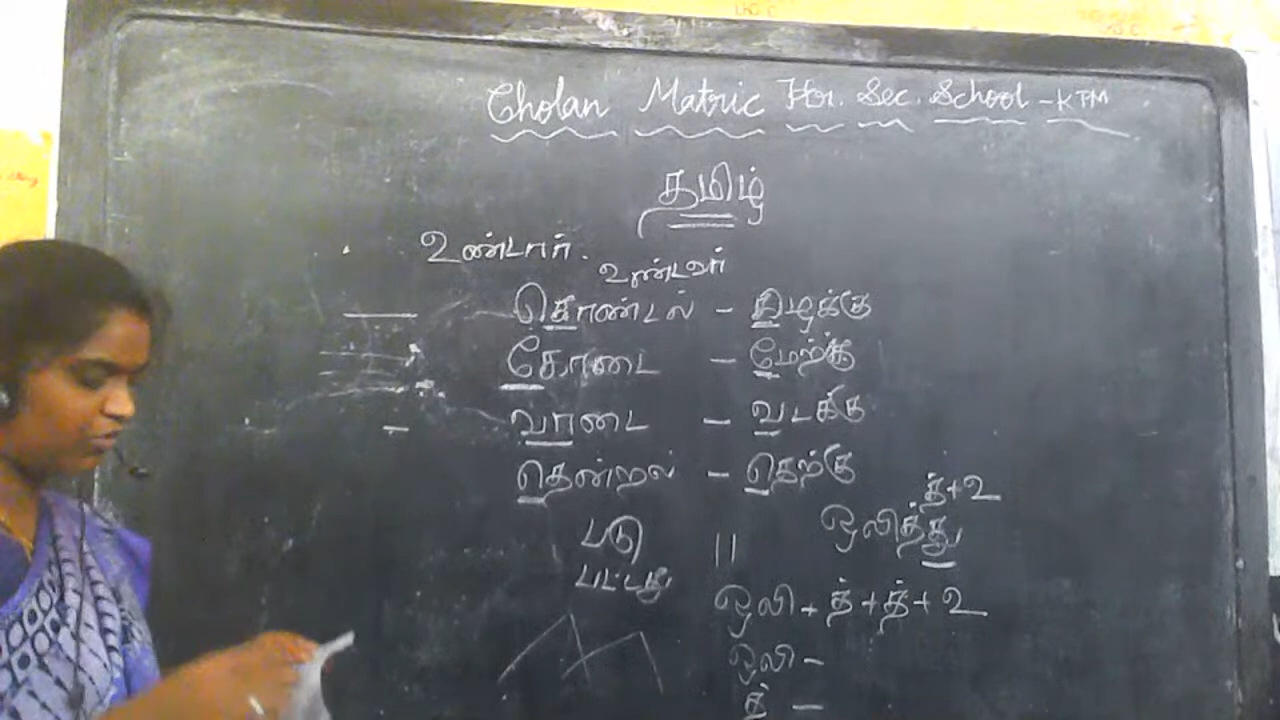 Cholan Matric Hr. Sec. School - KTM
தமிழ்
உண்டார்.
உண்டவர்
கொண்டல் - கிழக்கு
கோடை - மேற்கு
வாடை - வடக்கு
தென்றல் - தெற்கு
த்+உ
படு || ஒலித்து
பட்டது
ஒலி + த் + த் + உ
ஒலி -
த் -